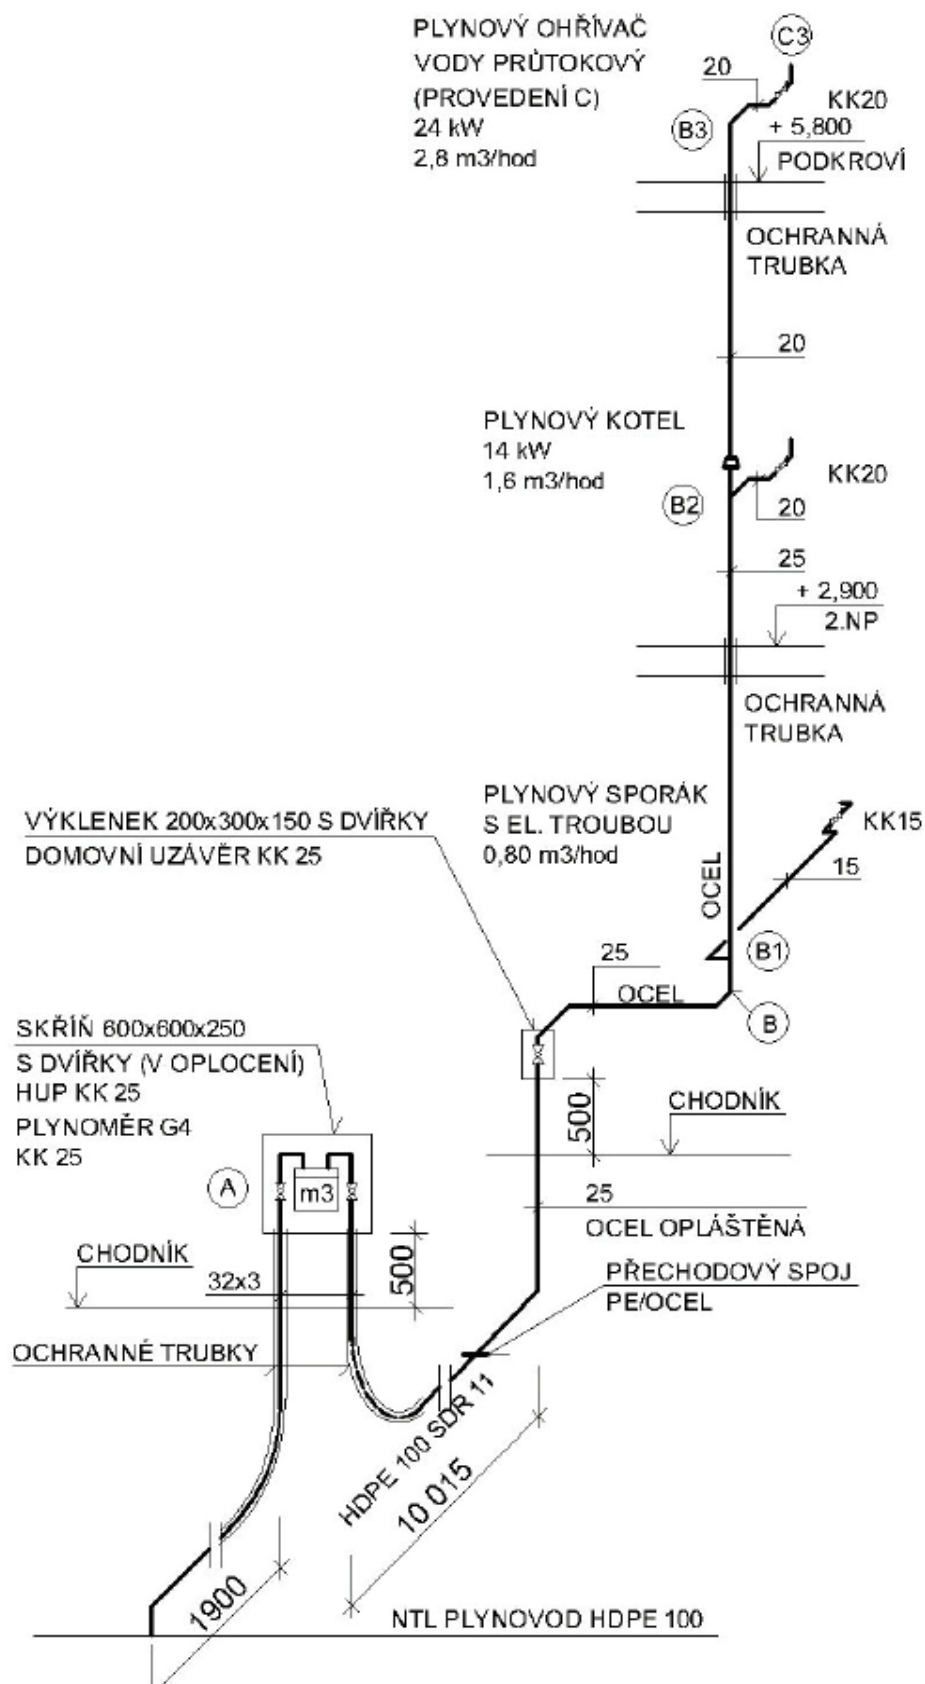 PLYNOVÝ OHŘÍVAČ
VODY PRŮTOKOVÝ
(PROVEDENÍ C)
24 kW
2,8 m3/hod
C3
20
KK20
B3
+ 5,800
PODKROVÍ
OCHRANNÁ
TRUBKA
20
PLYNOVÝ KOTEL
14 kW
1,6 m3/hod
KK20
B2
20
25
+ 2,900
2.NP
OCHRANNÁ
TRUBKA
PLYNOVÝ SPORÁK
S EL. TROUBOU
0,80 m3/hod
KK15
15
OCEL
VÝKLENEK 200x300x150 S DVÍŘKY
DOMOVNÍ UZÁVĚR KK 25
B1
25
OCEL
B
SKŘÍŇ 600x600x250
S DVÍŘKY (V OPLOCENÍ)
HUP KK 25
PLYNOMĚR G4
KK 25
500
CHODNÍK
A
m3
25
OCEL OPLÁŠTĚNÁ
CHODNÍK
500
32x3
PŘECHODOVÝ SPOJ
PE/OCEL
OCHRANNÉ TRUBKY
HDPE 100 SDR 11
10 015
1900
NTL PLYNOVOD HDPE 100